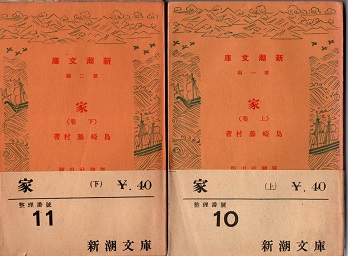 新潮文庫
第二編
家
(下巻)
島崎藤村著
家
(下)
¥.40
整理番號
11
新潮文庫
新潮文庫
第一編
家
(上巻)
島崎藤村著
家
(上)
¥.40
整理番號
10
新潮文庫